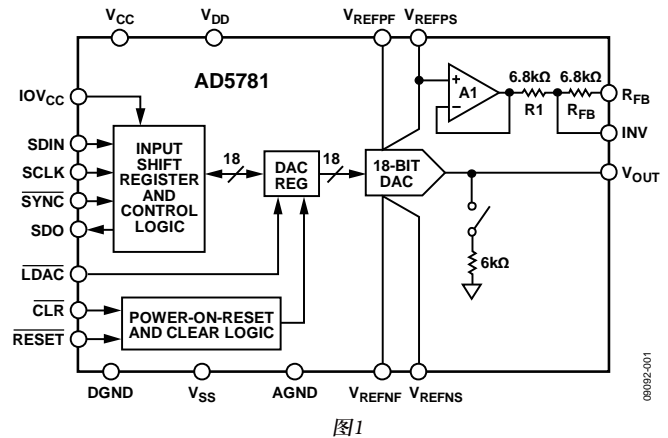 VCC
VDD
VREFPF
VREFPS
AD5781
IOVCC
SDIN
SCLK
SYNC
SDO
LDAC
CLR
RESET
INPUT
SHIFT
REGISTER
AND
CONTROL
LOGIC
18
DAC
REG
18
18-BIT
DAC
A1
6.8kΩ
R1
6.8kΩ
RFB
RFB
INV
VOUT
6kΩ
POWER-ON-RESET
AND CLEAR LOGIC
DGND
VSS
AGND
VREFNF
VREFNS
09092-001
图1